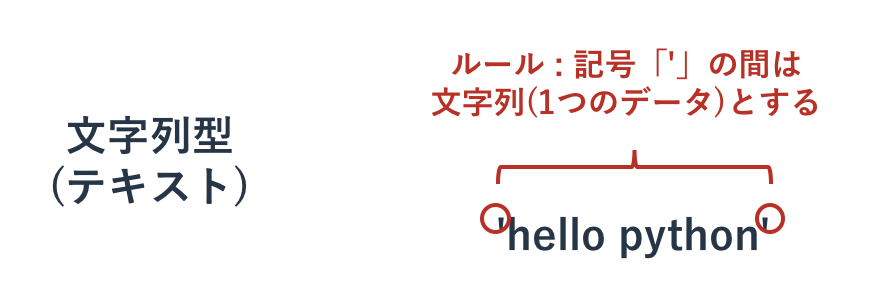 文字列型
(テキスト)
ルール：記号「'」の間は
文字列(1つのデータ)とする
'hello python'